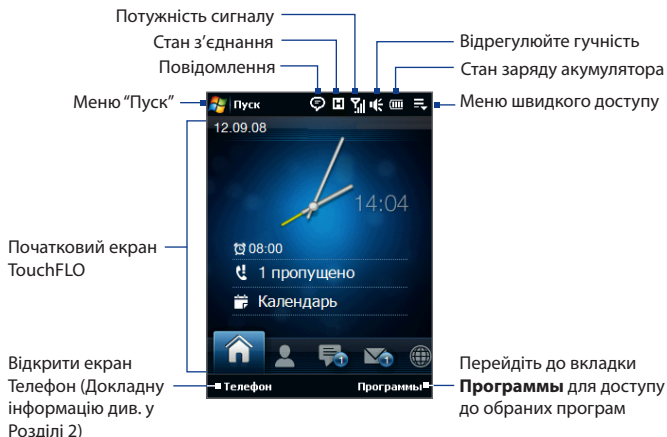 Потужність сигналу
Стан з’єднання
Повідомлення
Відрегулюйте гучність
Стан заряду акумулятора
Меню “Пуск”
Меню швидкого доступу
Пуск
12.09.08
14:04
08:00
1 пропущено
Календарь
Початковий екран
TouchFLO
1
1
Телефон
Программы
Відкрити екран
Телефон (Докладну
інформацію див. у
Розділі 2)
Перейдіть до вкладки
Программы для доступу
до обраних програм